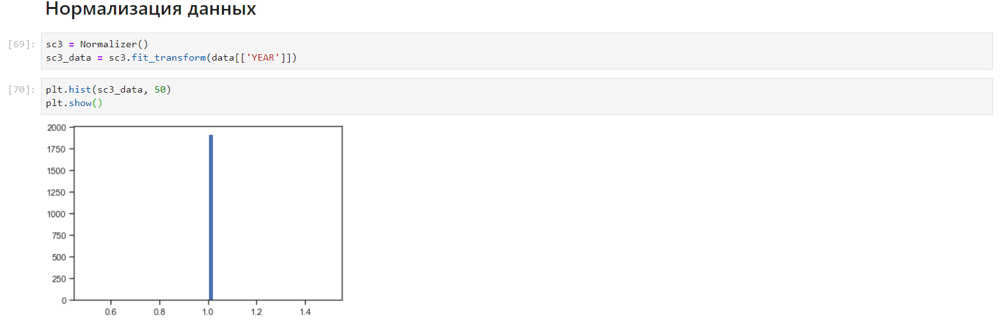 Нормализация данных
[69]: sc3 = Normalizer()
sc3_data = sc3.fit_transform(data[['YEAR']])
[70]: plt.hist(sc3_data, 50)
plt.show()
2000
1750
1500
1250
1000
750
500
250
0
0.6 0.8 1.0 1.2 1.4